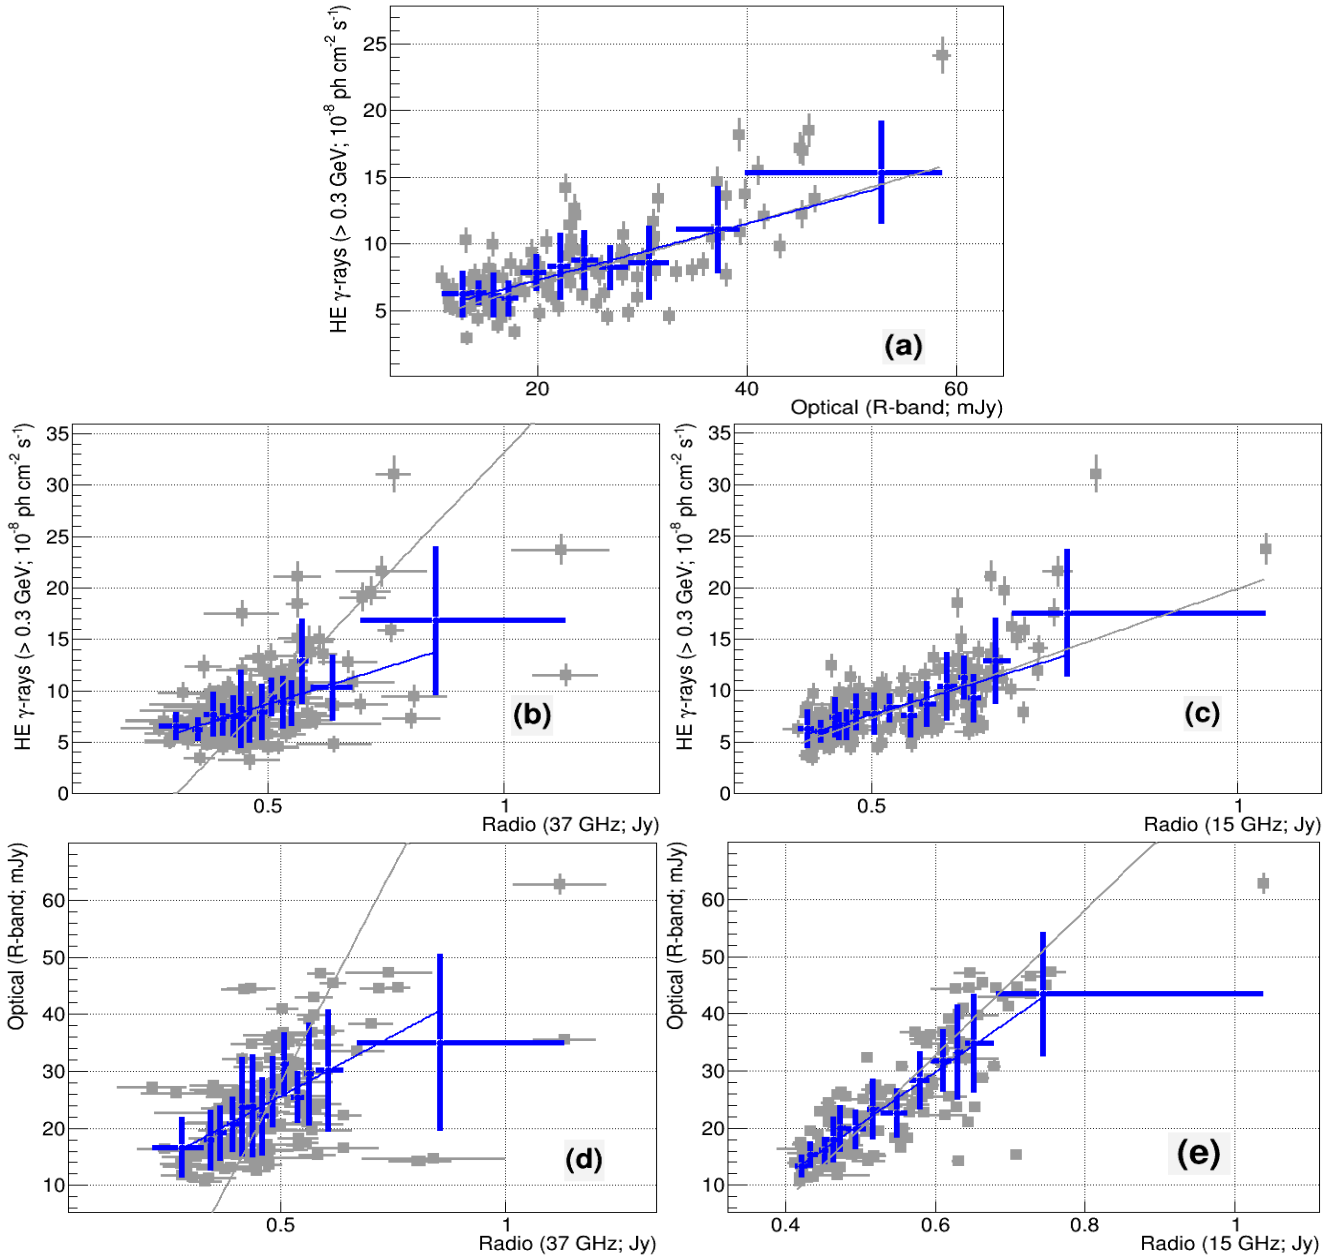 HE γ-rays (> 0.3 GeV; 10⁻⁸ ph cm⁻² s⁻¹)
25
20
15
10
5
(a)
20 40 60
Optical (R-band; mJy)
HE γ-rays (> 0.3 GeV; 10⁻⁸ ph cm⁻² s⁻¹)
35
30
25
20
15
10
5
0
(b)
0.5 1
Radio (37 GHz; Jy)
HE γ-rays (> 0.3 GeV; 10⁻⁸ ph cm⁻² s⁻¹)
35
30
25
20
15
10
5
0
(c)
0.5 1
Radio (15 GHz; Jy)
Optical (R-band; mJy)
60
50
40
30
20
10
(d)
0.5 1
Radio (37 GHz; Jy)
Optical (R-band; mJy)
60
50
40
30
20
10
(e)
0.4 0.6 0.8 1
Radio (15 GHz; Jy)